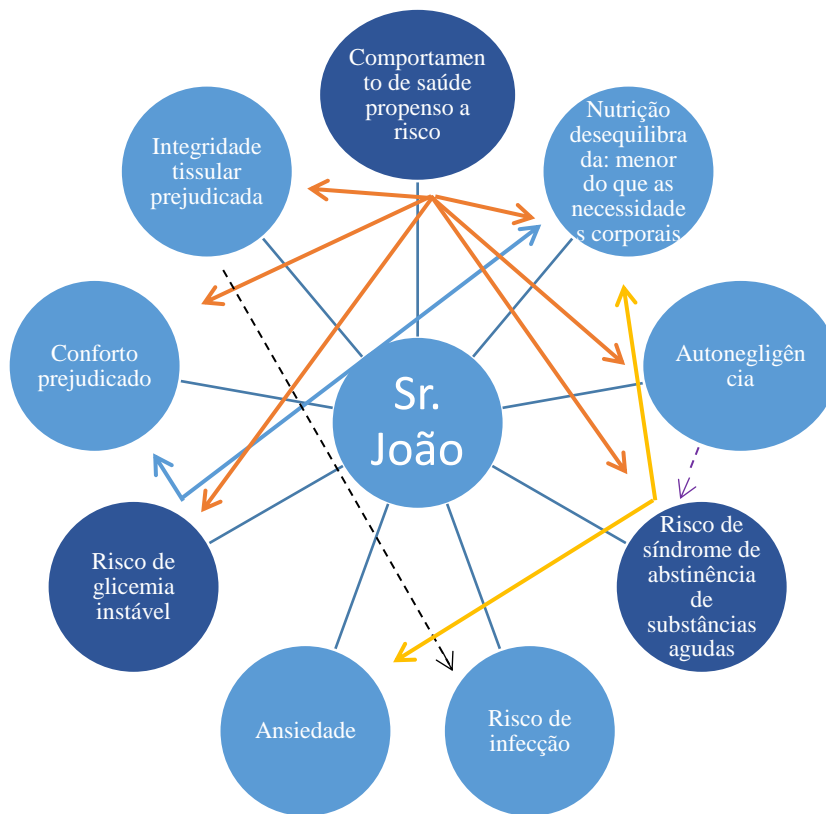 Comportamen
to de saúde
propenso a
risco
Nutrição
desequilibra
da: menor
do que as
necessidade
s corporais
Autonegligên
cia
Risco de
síndrome de
abstinência
de
substâncias
agudas
Risco de
infecção
Ansiedade
Risco de
glicemia
instável
Conforto
prejudicado
Integridade
tissular
prejudicada
Sr.
João